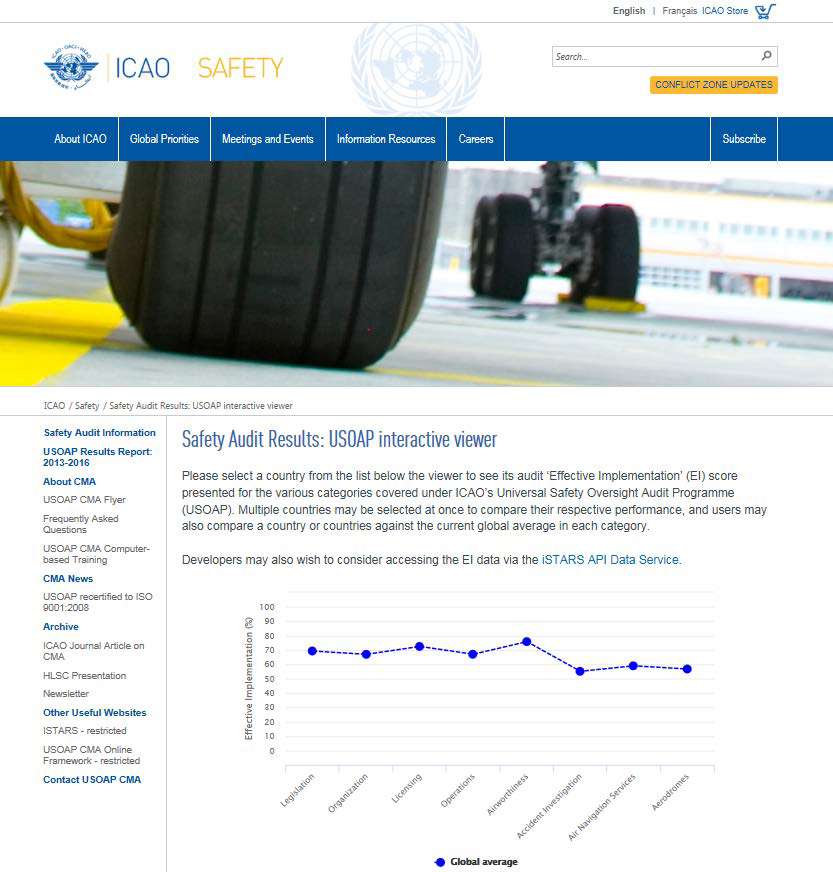 English | Français ICAO Store
ICAO SAFETY
Search...
CONFLICT ZONE UPDATES
About ICAO Global Priorities Meetings and Events Information Resources Careers Subscribe
ICAO / Safety / Safety Audit Results: USOAP interactive viewer
Safety Audit Information
USOAP Results Report:
2013-2016
About CMA
USOAP CMA Flyer
Frequently Asked
Questions
USOAP CMA Computer-
based Training
CMA News
USOAP recertified to ISO
9001:2008
Archive
ICAO Journal Article on
CMA
HLSC Presentation
Newsletter
Other Useful Websites
ISTARS - restricted
USOAP CMA Online
Framework - restricted
Contact USOAP CMA
Safety Audit Results: USOAP interactive viewer
Please select a country from the list below the viewer to see its audit ‘Effective Implementation’ (EI) score
presented for the various categories covered under ICAO’s Universal Safety Oversight Audit Programme
(USOAP). Multiple countries may be selected at once to compare their respective performance, and users may
also compare a country or countries against the current global average in each category.
Developers may also wish to consider accessing the EI data via the iSTARS API Data Service.
Effective Implementation (%)
100
90
80
70
60
50
40
30
20
10
0
Legislation
Organization
Licensing
Operations
Airworthiness
Accident Investigation
Air Navigation Services
Aerodromes
Global average